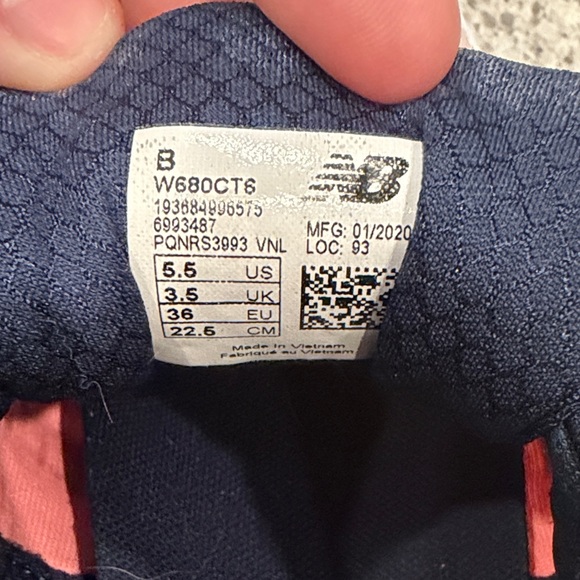 B
NB
W680CT6
193684996575
6993487
PQNRS3993 VNL
MFG: 01/2020
LOC: 93
5.5 US
3.5 UK
36 EU
22.5 CM
Made in Vietnam
Fabriqué au Vietnam